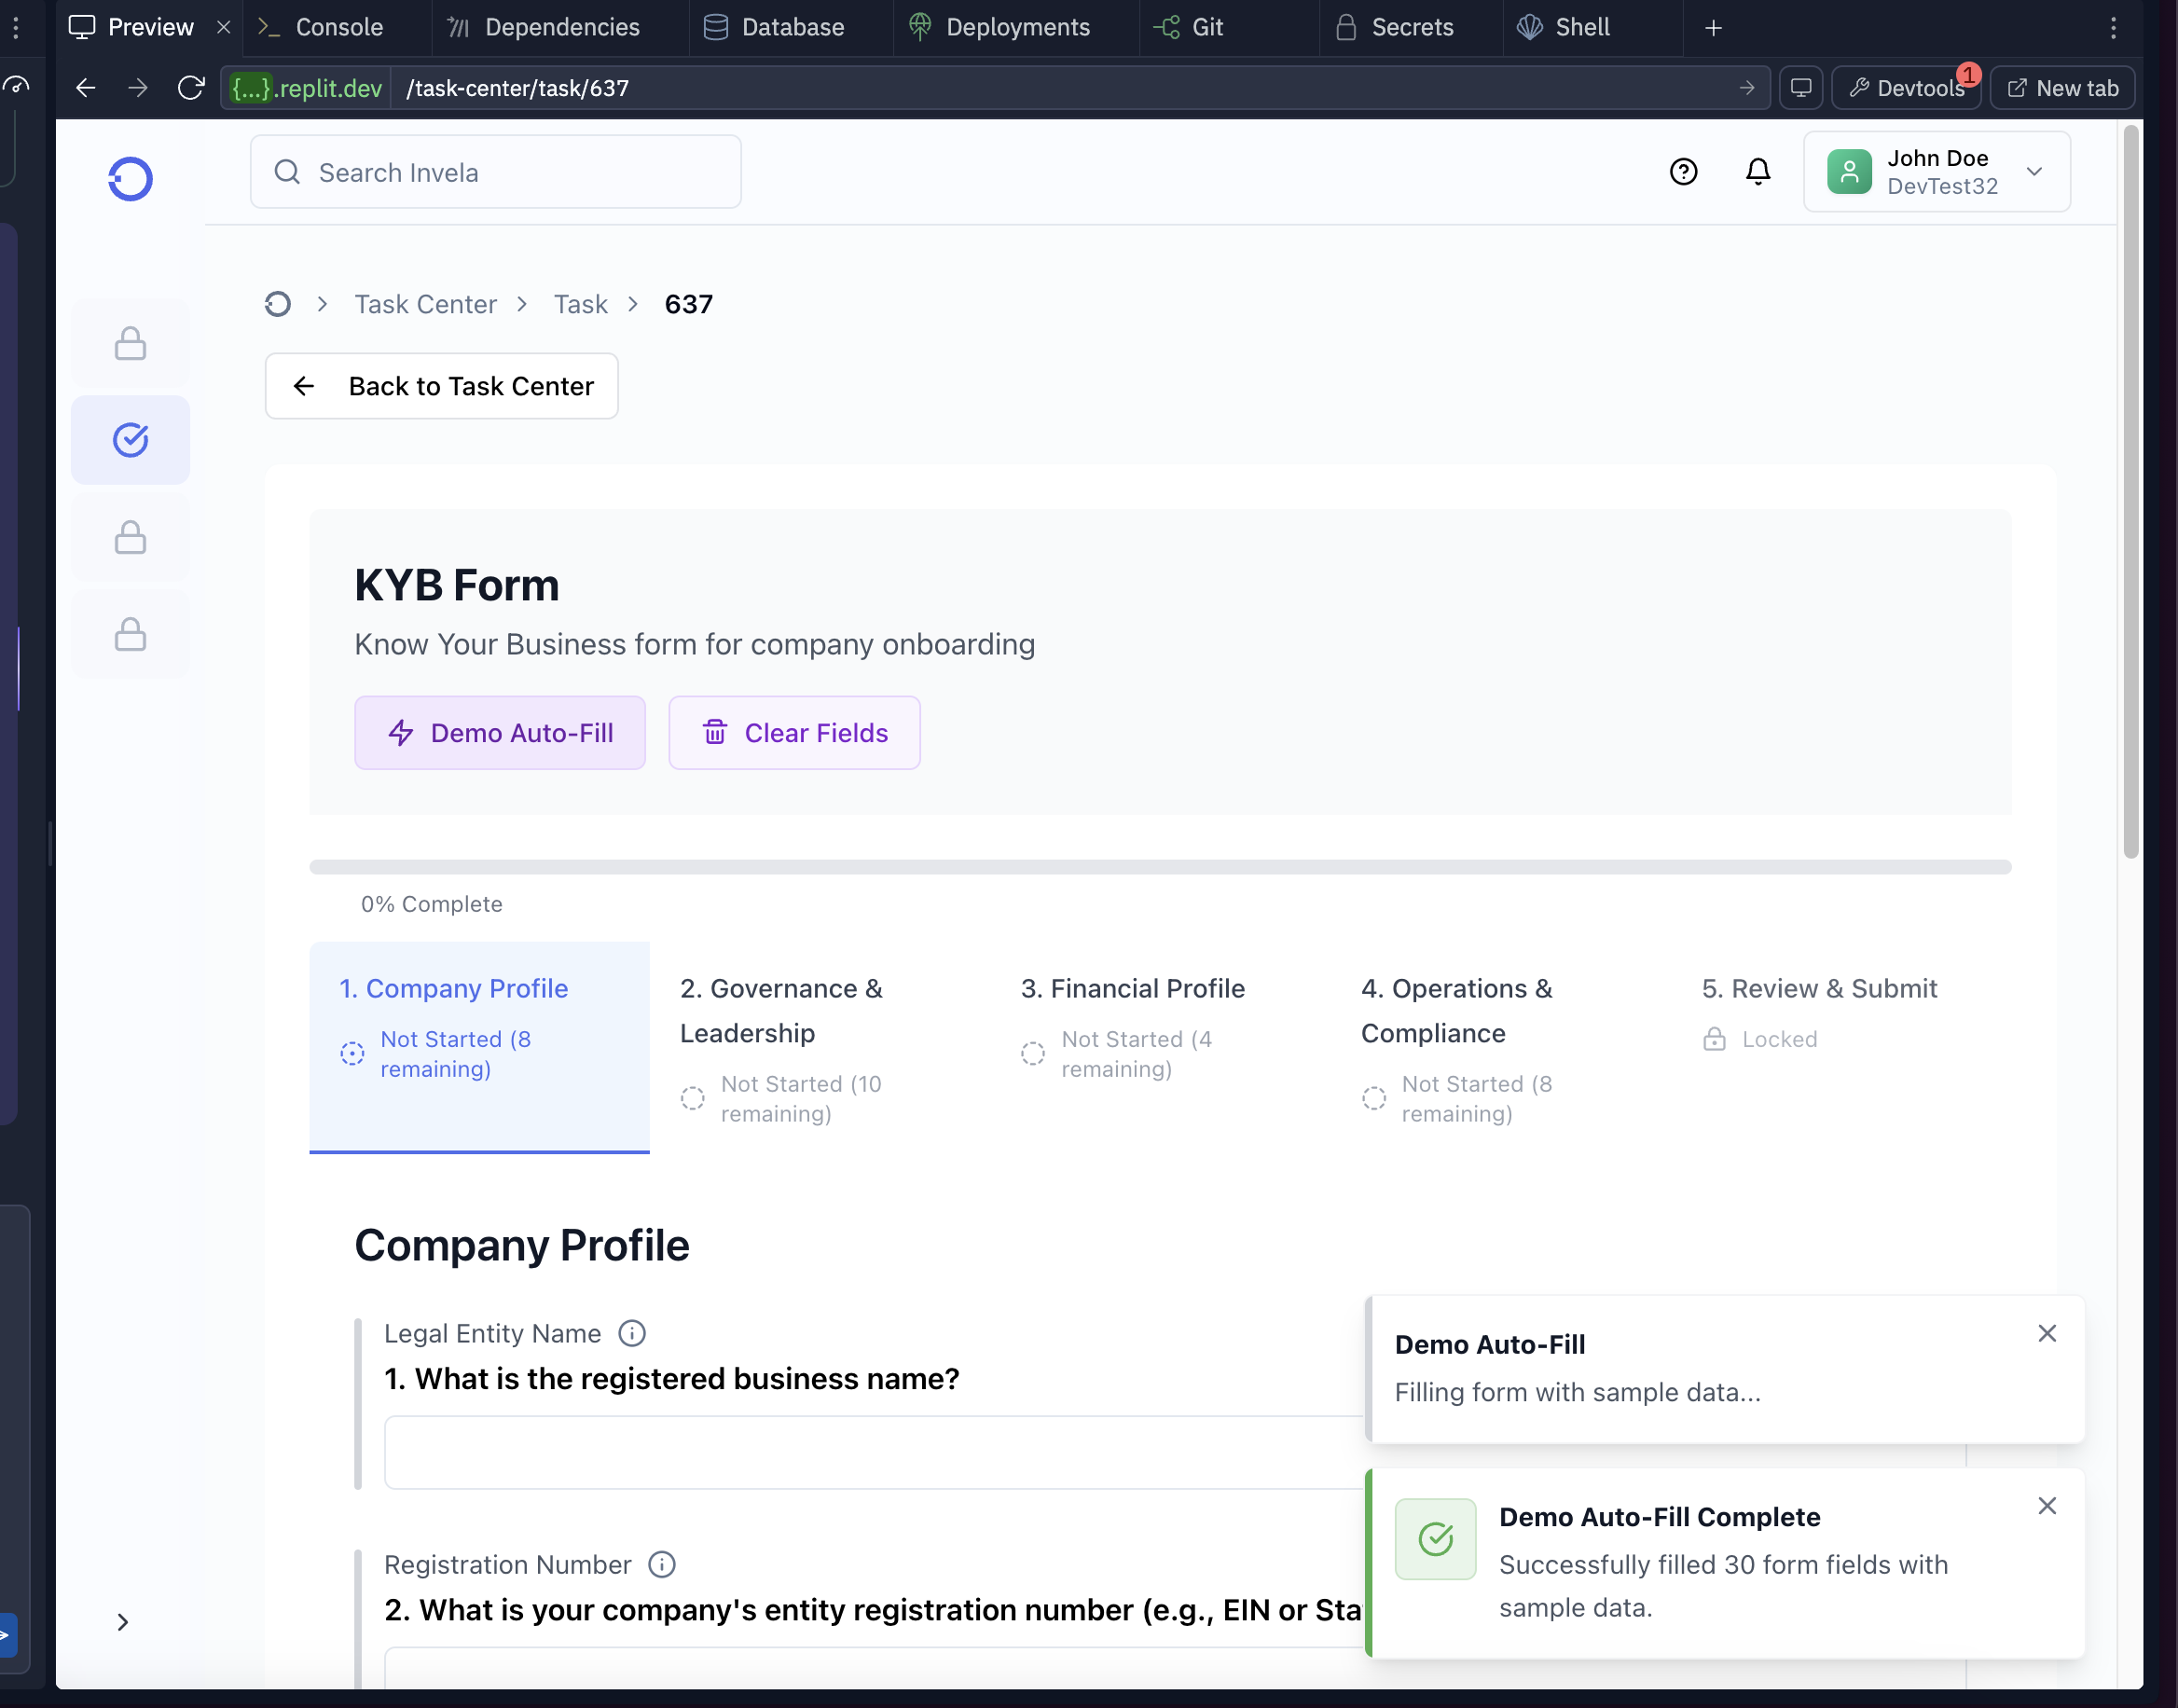 Preview
Console
Dependencies
Database
Deployments
Git
Secrets
Shell
{...}.replit.dev
/task-center/task/637
Devtools
1
New tab
Search Invela
John Doe
DevTest32
Task Center
Task
637
Back to Task Center
KYB Form
Know Your Business form for company onboarding
Demo Auto-Fill
Clear Fields
0% Complete
1. Company Profile
Not Started (8
remaining)
2. Governance &
Leadership
Not Started (10
remaining)
3. Financial Profile
Not Started (4
remaining)
4. Operations &
Compliance
Not Started (8
remaining)
5. Review & Submit
Locked
Company Profile
Legal Entity Name
1. What is the registered business name?
Registration Number
2. What is your company's entity registration number (e.g., EIN or Sta
Demo Auto-Fill
Filling form with sample data...
Demo Auto-Fill Complete
Successfully filled 30 form fields with
sample data.